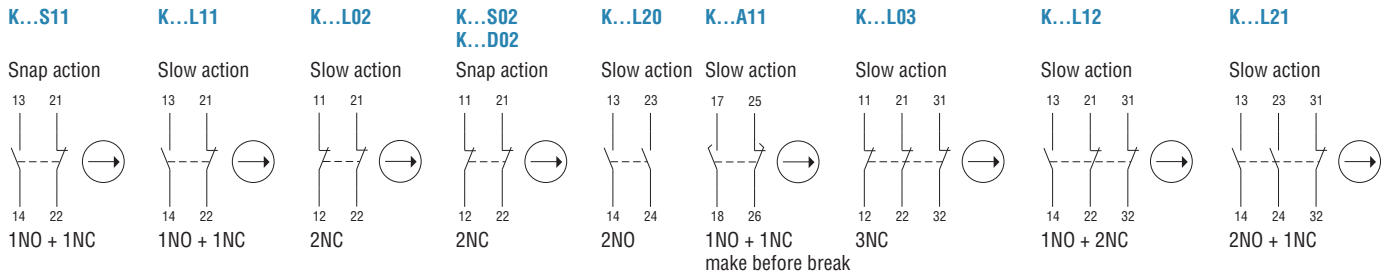 K...S11 K...L11 K...L02 K...S02 K...L20 K...A11 K...L03 K...L12 K...L21
K...D02
Snap action Slow action Slow action Snap action Slow action Slow action Slow action Slow action Slow action
13 21 13 21 11 21 11 21 13 23 17 25 11 21 31 13 21 31 13 23 31
14 22 14 22 12 22 12 22 14 24 18 26 12 22 32 14 22 32 14 24 32
1NO + 1NC 1NO + 1NC 2NC 2NC 2NO 1NO + 1NC 3NC 1NO + 2NC 2NO + 1NC
make before break